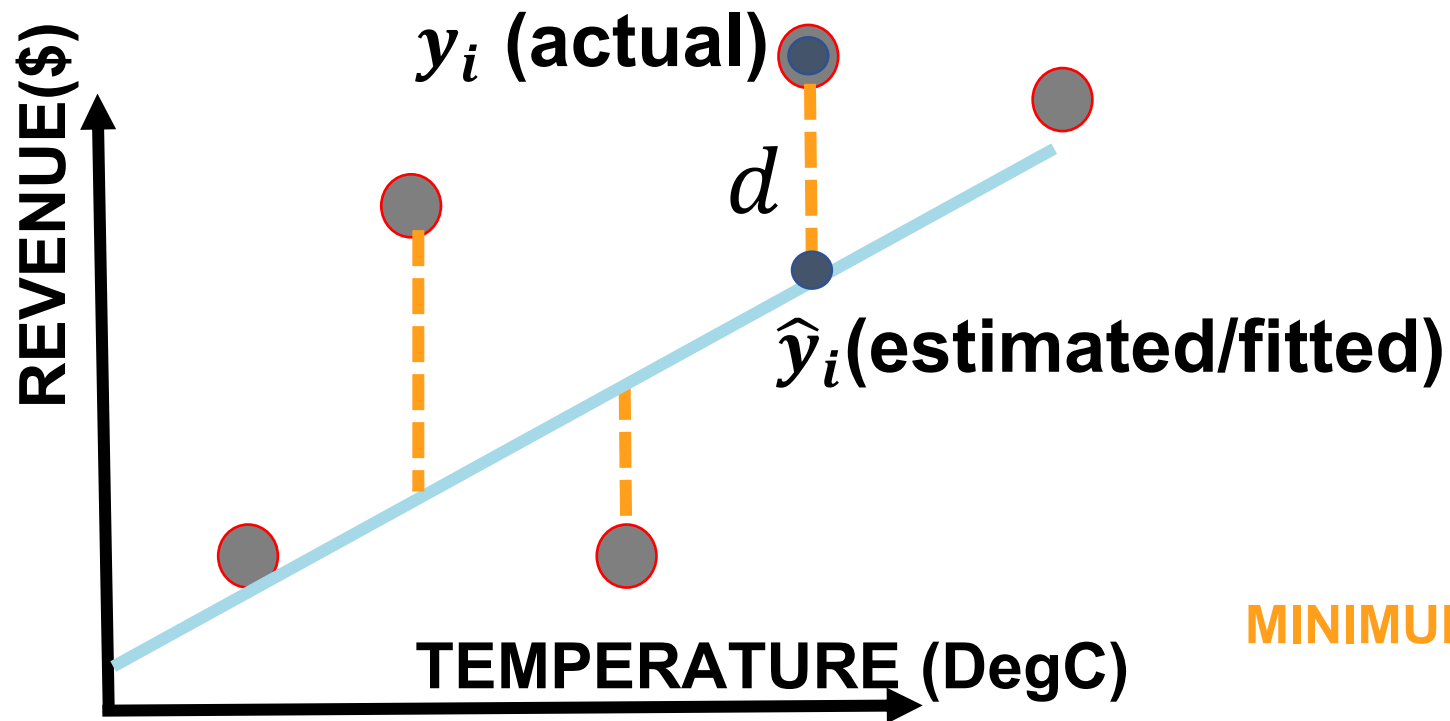 REVENUE($)
yᵢ (actual)
d
ŷᵢ(estimated/fitted)
TEMPERATURE (DegC)